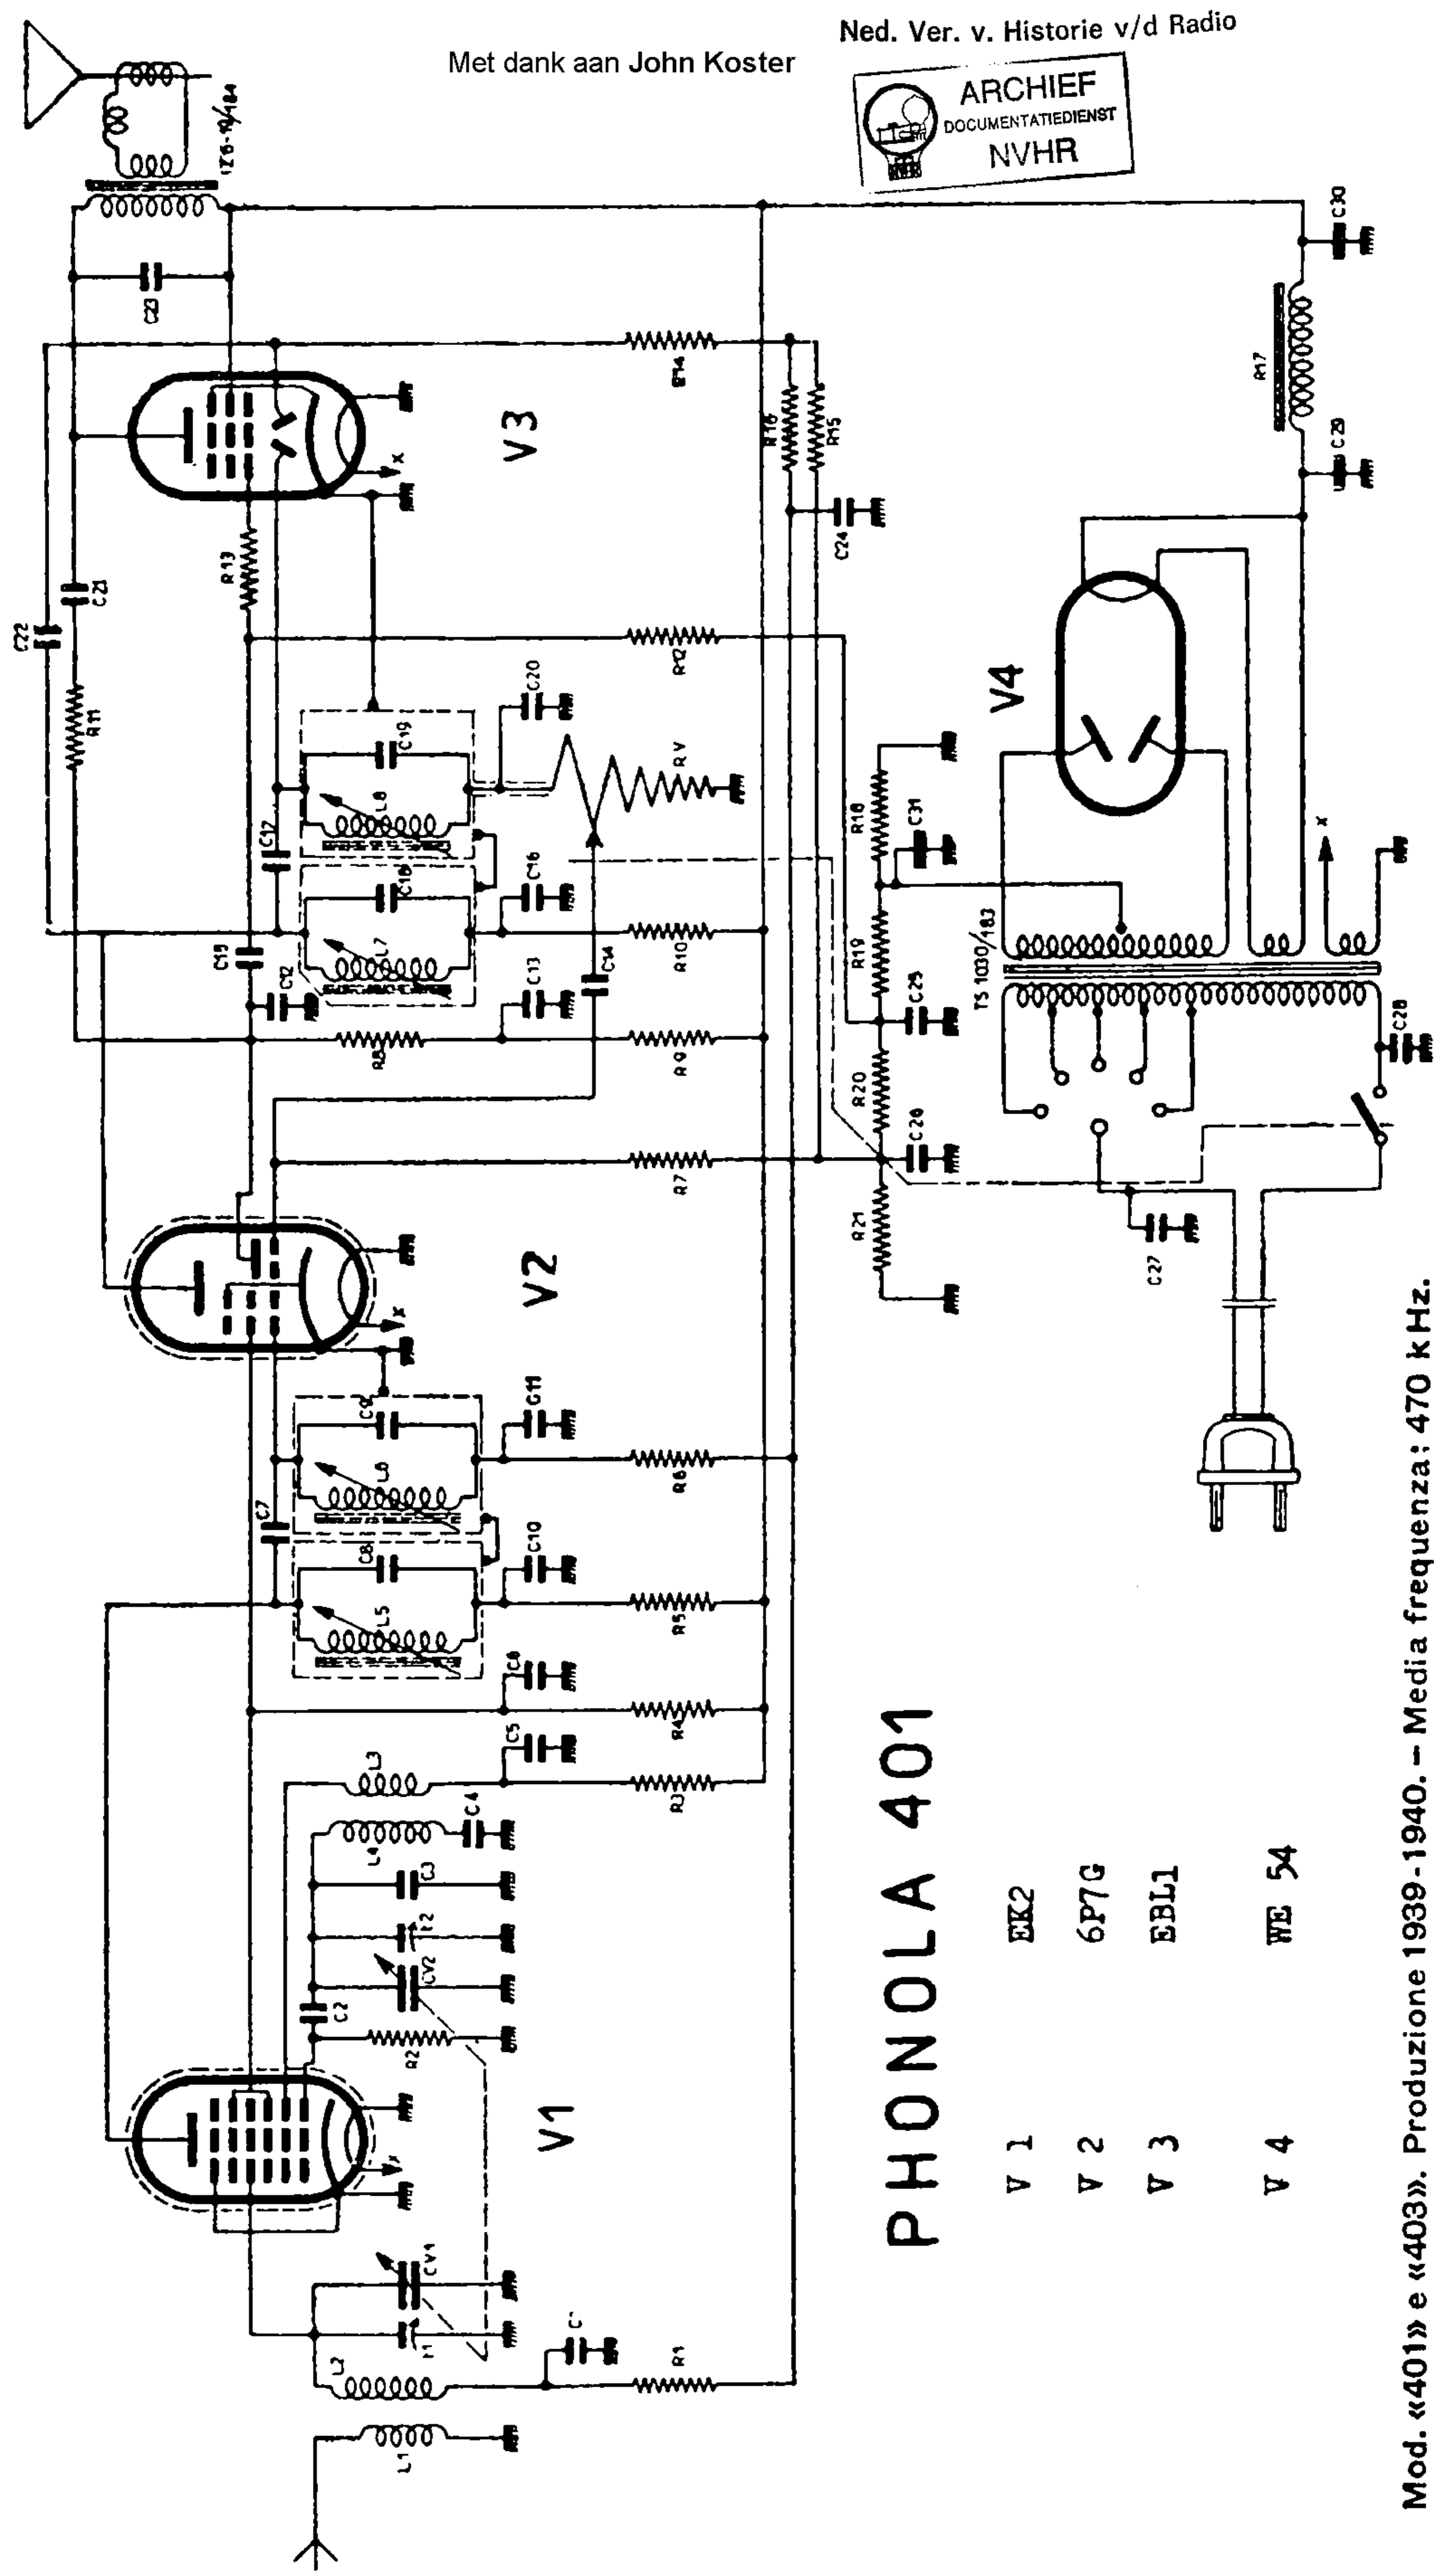 Met dank aan John Koster
Ned. Ver. v. Historie v/d Radio
ARCHIEF
DOCUMENTATIEDIENST
NVHR
C22
C21
R11
C23
R13
V3
X
R14
R16
R15
C24
R12
C20
C19
L8
RV
C17
C18
L7
C16
C15
C12
C13
C14
R10
R8
R9
R7
V2
X
C9
L6
C11
R6
C7
C8
L5
C10
R5
C6
R4
C5
L3
R3
L4
C4
C3
t2
CV2
C2
R2
V1
X
CV1
L2
R1
L1
C30
R17
C29
V4
R18
C31
R19
TS 1030/183
C25
R20
C26
R21
X
C28
C27
PHONOLA 401
V 1 EK2
V 2 6P7G
V 3 EBL1
V 4 WE 54
Mod. «401» e «403». Produzione 1939-1940. – Media frequenza: 470 kHz.